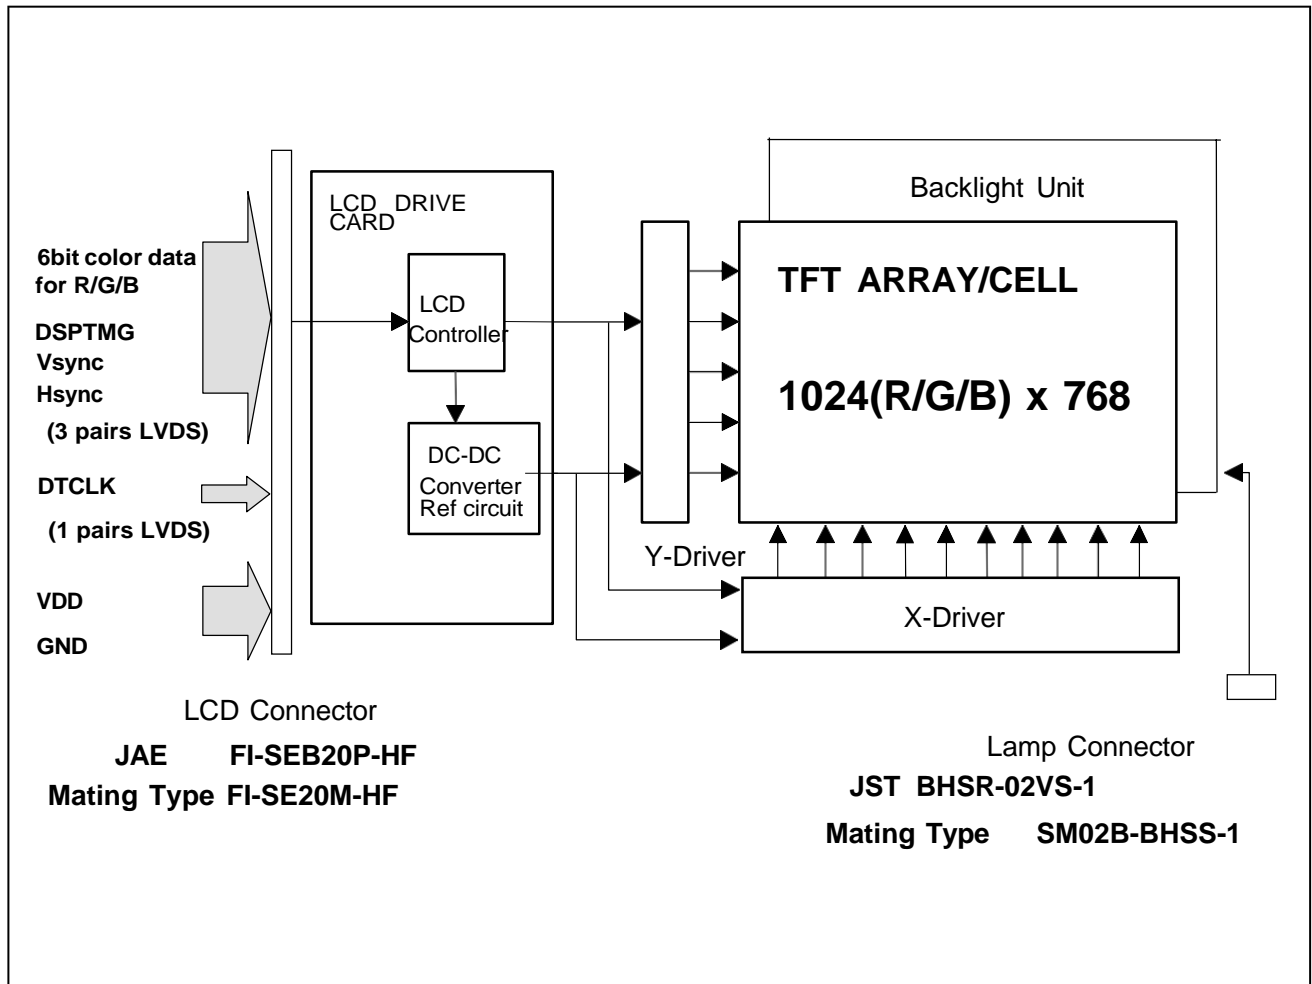 Backlight Unit
LCD DRIVE
CARD
6bit color data
for R/G/B
DSPTMG
Vsync
Hsync
(3 pairs LVDS)
DTCLK
(1 pairs LVDS)
VDD
GND
LCD
Controller
DC-DC
Converter
Ref circuit
TFT ARRAY/CELL
1024(R/G/B) x 768
Y-Driver
X-Driver
LCD Connector
JAE FI-SEB20P-HF
Mating Type FI-SE20M-HF
Lamp Connector
JST BHSR-02VS-1
Mating Type SM02B-BHSS-1